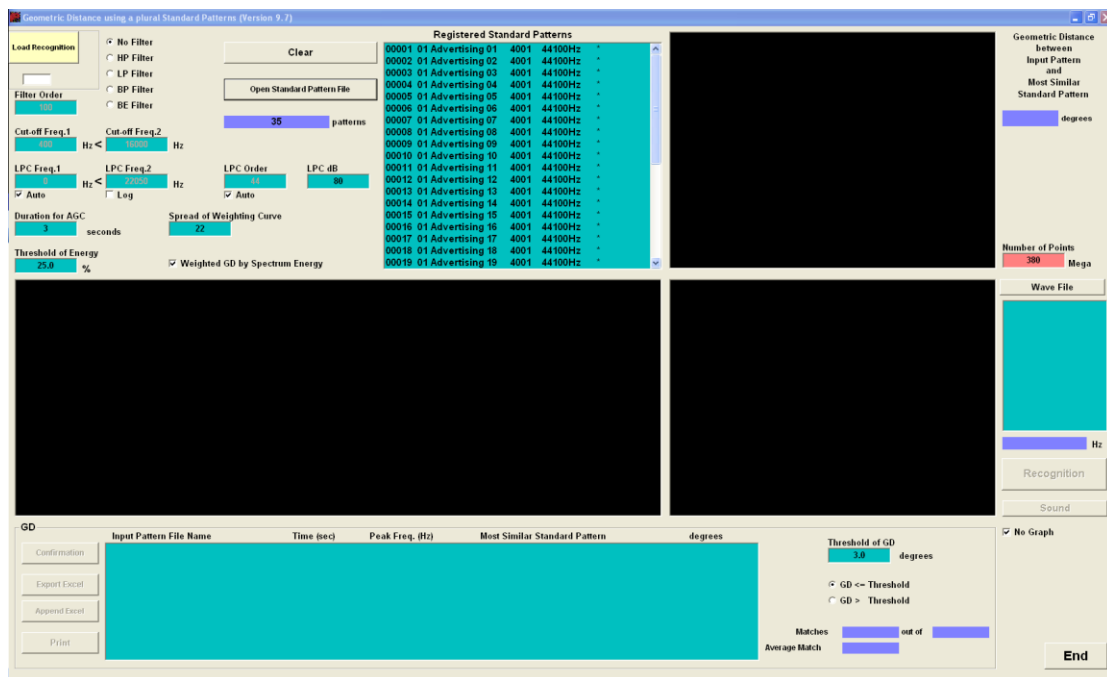 Geometric Distance using a plural Standard Patterns (Version 9.7)
Load Recognition
No Filter
HP Filter
LP Filter
BP Filter
BE Filter
Filter Order
100
Cut-off Freq.1
400
Hz <
Cut-off Freq.2
16000
Hz
LPC Freq.1
0
Hz <
LPC Freq.2
22050
Hz
Auto
Log
LPC Order
44
Auto
LPC dB
80
Duration for AGC
3
seconds
Spread of Weighting Curve
22
Threshold of Energy
25.0
%
Weighted GD by Spectrum Energy
Clear
Open Standard Pattern File
35
patterns
Registered Standard Patterns
00001 01 Advertising 01 4001 44100Hz *
00002 01 Advertising 02 4001 44100Hz *
00003 01 Advertising 03 4001 44100Hz *
00004 01 Advertising 04 4001 44100Hz *
00005 01 Advertising 05 4001 44100Hz *
00006 01 Advertising 06 4001 44100Hz *
00007 01 Advertising 07 4001 44100Hz *
00008 01 Advertising 08 4001 44100Hz *
00009 01 Advertising 09 4001 44100Hz *
00010 01 Advertising 10 4001 44100Hz *
00011 01 Advertising 11 4001 44100Hz *
00012 01 Advertising 12 4001 44100Hz *
00013 01 Advertising 13 4001 44100Hz *
00014 01 Advertising 14 4001 44100Hz *
00015 01 Advertising 15 4001 44100Hz *
00016 01 Advertising 16 4001 44100Hz *
00017 01 Advertising 17 4001 44100Hz *
00018 01 Advertising 18 4001 44100Hz *
00019 01 Advertising 19 4001 44100Hz *
Geometric Distance
between
Input Pattern
and
Most Similar
Standard Pattern
degrees
Number of Points
380
Mega
Wave File
Hz
Recognition
Sound
No Graph
GD
Confirmation
Export Excel
Append Excel
Print
Input Pattern File Name Time (sec) Peak Freq. (Hz) Most Similar Standard Pattern degrees
Threshold of GD
3.0
degrees
GD <= Threshold
GD > Threshold
Matches
out of
Average Match
End